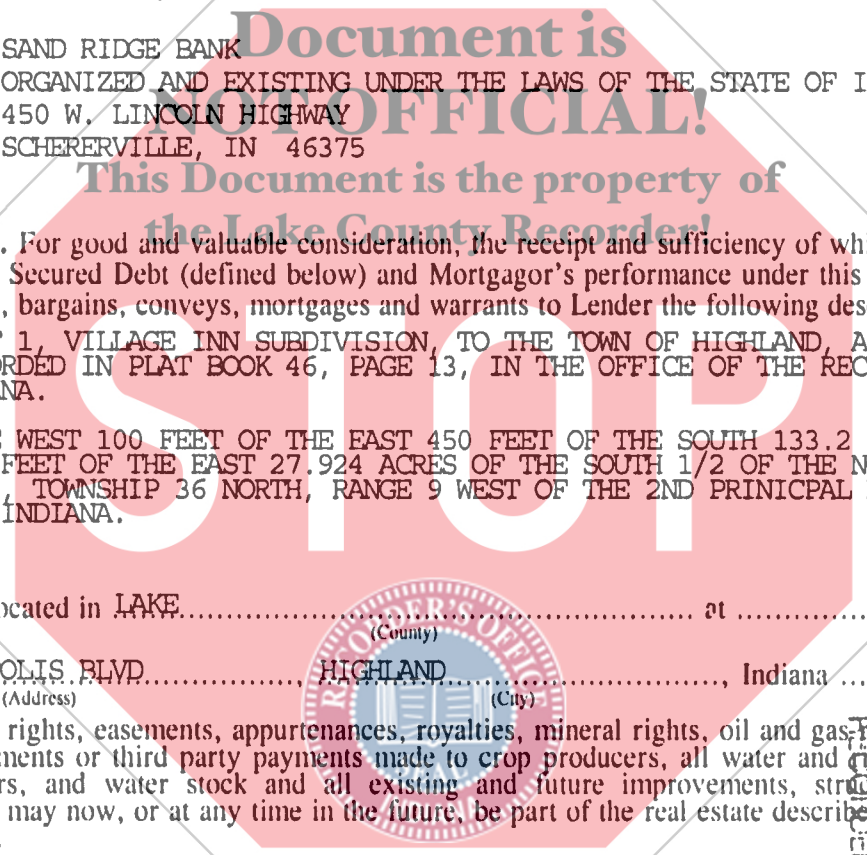 Document is
SAND RIDGE BANK
ORGANIZED AND EXISTING UNDER THE LAWS OF THE STATE OF I
NOT OFFICIAL!
450 W. LINCOLN HIGHWAY
SCHERERVILLE, IN 46375
This Document is the property of
the Lake County Recorder!
. For good and valuable consideration, the receipt and sufficiency of wh
Secured Debt (defined below) and Mortgagor's performance under this
, bargains, conveys, mortgages and warrants to Lender the following des
1, VILLAGE INN SUBDIVISION, TO THE TOWN OF HIGHLAND, A
ORDED IN PLAT BOOK 46, PAGE 13, IN THE OFFICE OF THE REC
NA.
WEST 100 FEET OF THE EAST 450 FEET OF THE SOUTH 133.2
FEET OF THE EAST 27.924 ACRES OF THE SOUTH 1/2 OF THE N
, TOWNSHIP 36 NORTH, RANGE 9 WEST OF THE 2ND PRINICPAL
INDIANA.
STOP
ocated in LAKE.................................................... at ...............
(County)
OLIS BLVD................, HIGHLAND............................, Indiana ...
(Address) (City)
rights, easements, appurtenances, royalties, mineral rights, oil and gas
ments or third party payments made to crop producers, all water and
rs, and water stock and all existing and future improvements, stru
may now, or at any time in the future, be part of the real estate describe
RECORDER'S OFFICE
SEAL
INDIANA